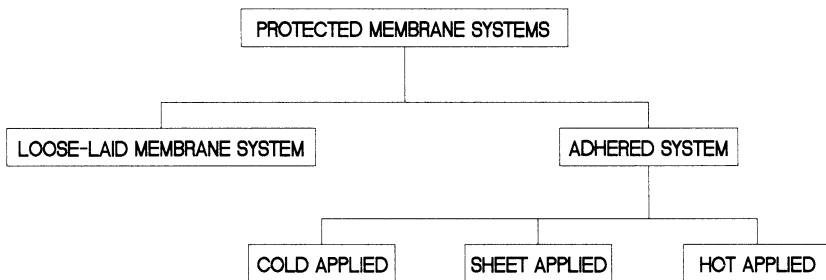 PROTECTED MEMBRANE SYSTEMS
LOOSE-LAID MEMBRANE SYSTEM
ADHERED SYSTEM
COLD APPLIED
SHEET APPLIED
HOT APPLIED